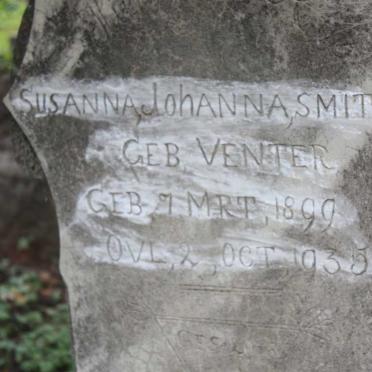 SUSANNA, JOHANNA, SMIT
GEB VENTER
GEB 7 MRT, 1899
OVL, 2, OCT, 1935